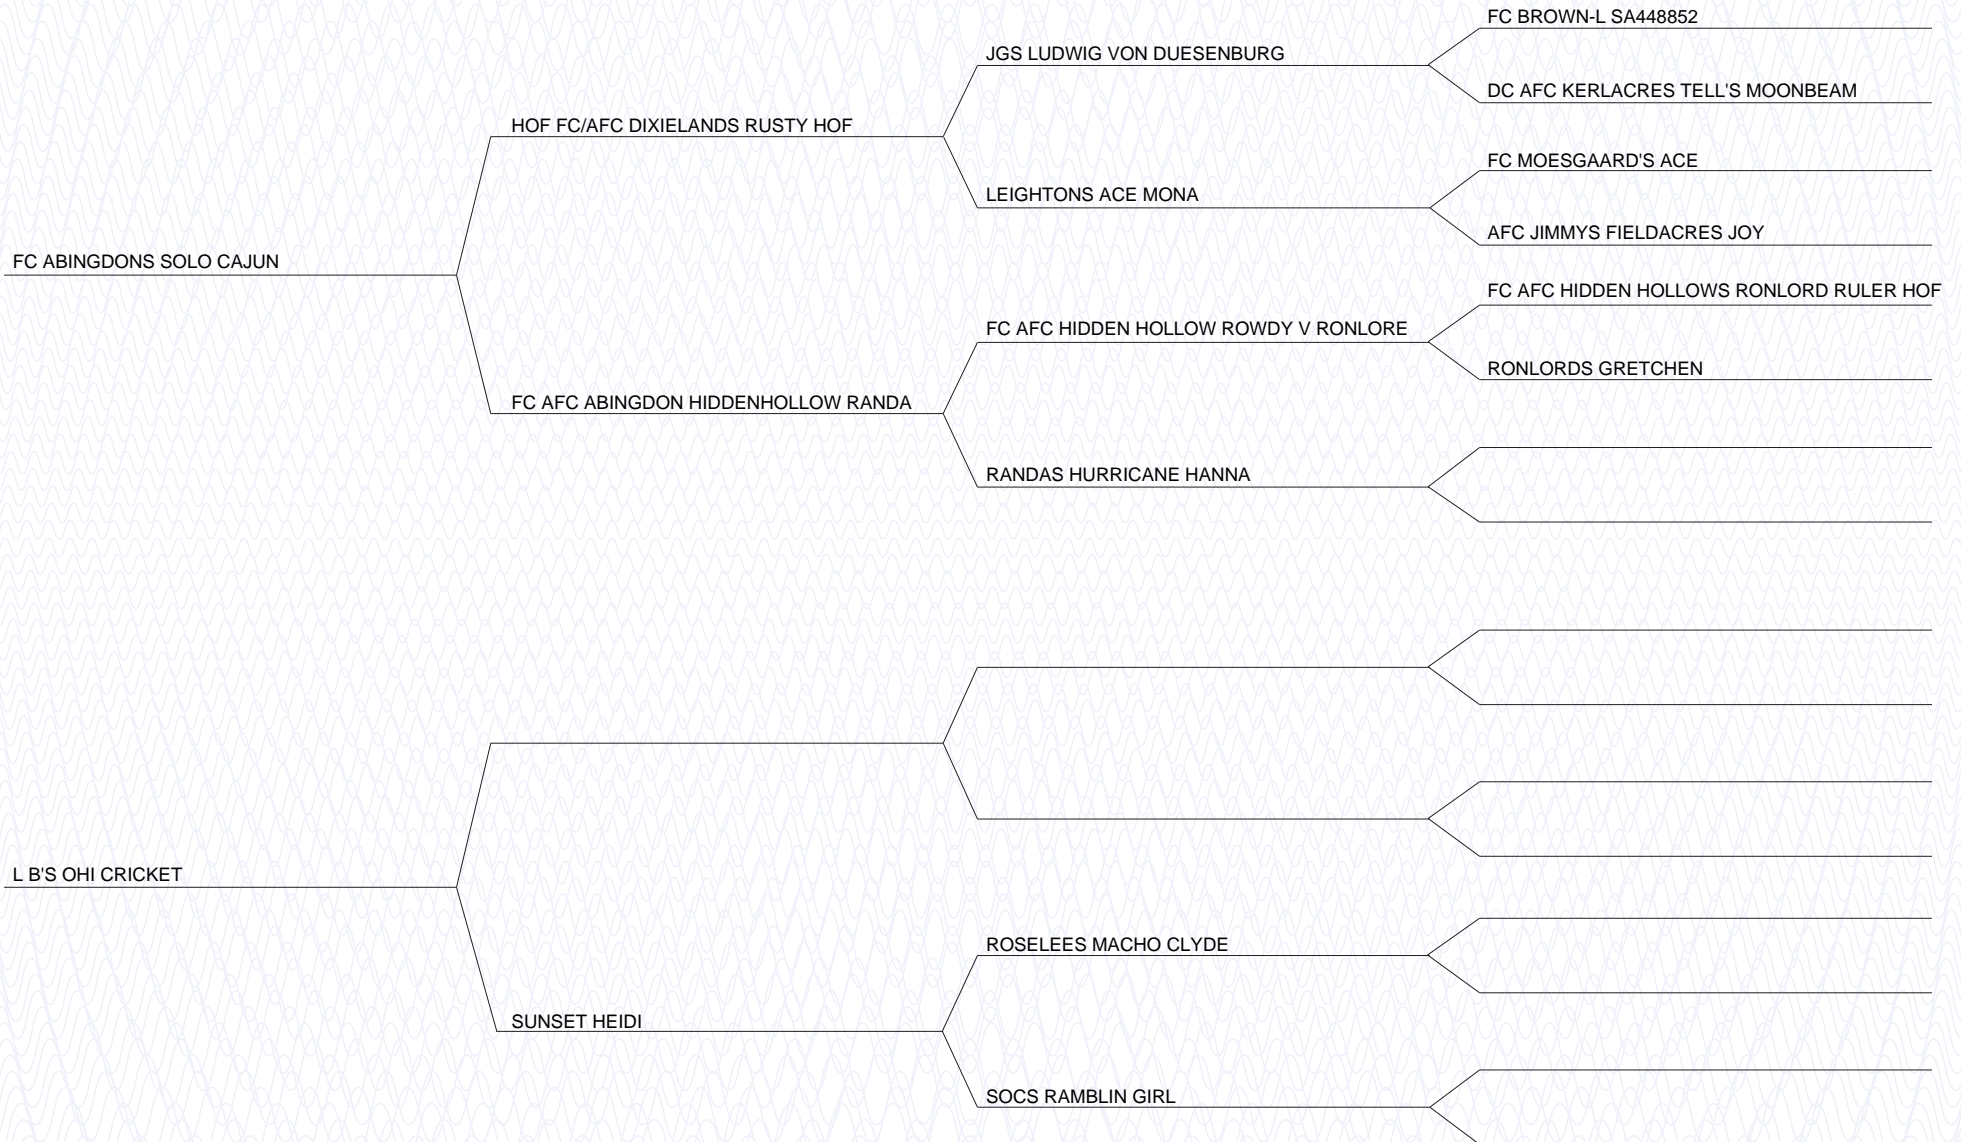 FC BROWN-L SA448852
JGS LUDWIG VON DUESENBURG
DC AFC KERLACRES TELL'S MOONBEAM
HOF FC/AFC DIXIELANDS RUSTY HOF
FC MOESGAARD'S ACE
LEIGHTONS ACE MONA
AFC JIMMYS FIELDACRES JOY
FC ABINGDONS SOLO CAJUN
FC AFC HIDDEN HOLLOWS RONLORD RULER HOF
FC AFC HIDDEN HOLLOW ROWDY V RONLORE
RONLORDS GRETCHEN
FC AFC ABINGDON HIDDENHOLLOW RANDA
RANDAS HURRICANE HANNA
L B'S OHI CRICKET
ROSELEES MACHO CLYDE
SUNSET HEIDI
SOCS RAMBLIN GIRL